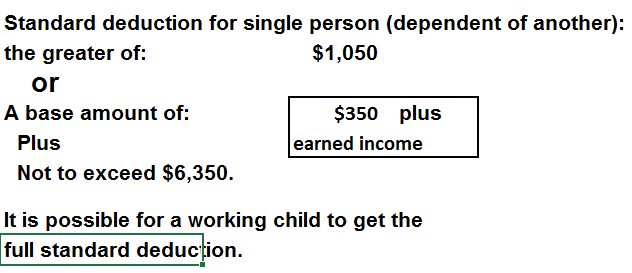 Standard deduction for single person (dependent of another):
the greater of: $1,050
or
A base amount of: $350 plus
Plus earned income
Not to exceed $6,350.
It is possible for a working child to get the
full standard deduction.